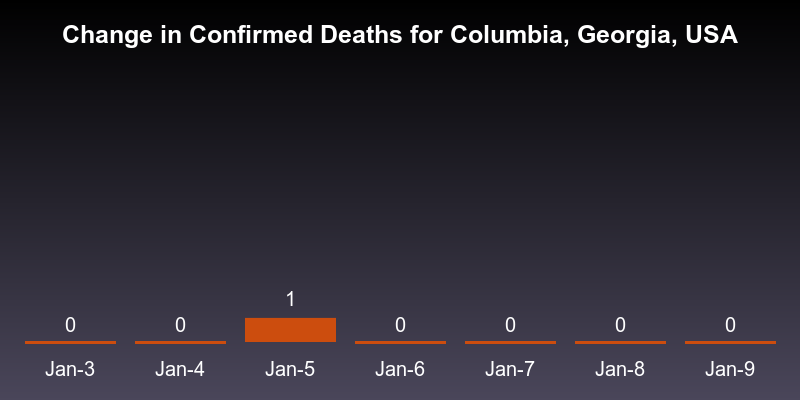 Change in Confirmed Deaths for Columbia, Georgia, USA
0 0 1 0 0 0 0
Jan-3 Jan-4 Jan-5 Jan-6 Jan-7 Jan-8 Jan-9